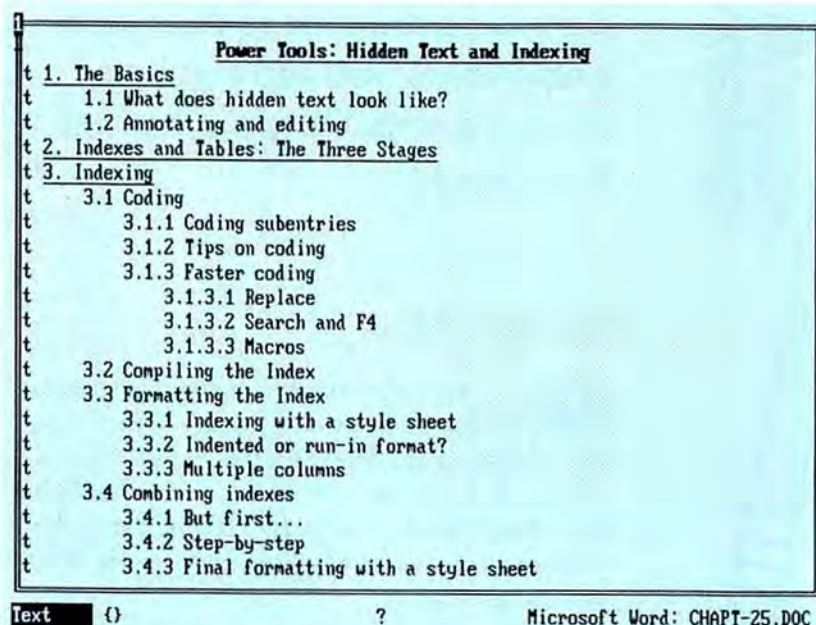 1
Power Tools: Hidden Text and Indexing
t 1. The Basics
t 1.1 What does hidden text look like?
t 1.2 Annotating and editing
t 2. Indexes and Tables: The Three Stages
t 3. Indexing
t 3.1 Coding
t 3.1.1 Coding subentries
t 3.1.2 Tips on coding
t 3.1.3 Faster coding
t 3.1.3.1 Replace
t 3.1.3.2 Search and F4
t 3.1.3.3 Macros
t 3.2 Compiling the Index
t 3.3 Formatting the Index
t 3.3.1 Indexing with a style sheet
t 3.3.2 Indented or run-in format?
t 3.3.3 Multiple columns
t 3.4 Combining indexes
t 3.4.1 But first...
t 3.4.2 Step-by-step
t 3.4.3 Final formatting with a style sheet
Text {} ? Microsoft Word: CHAPT-25.DOC